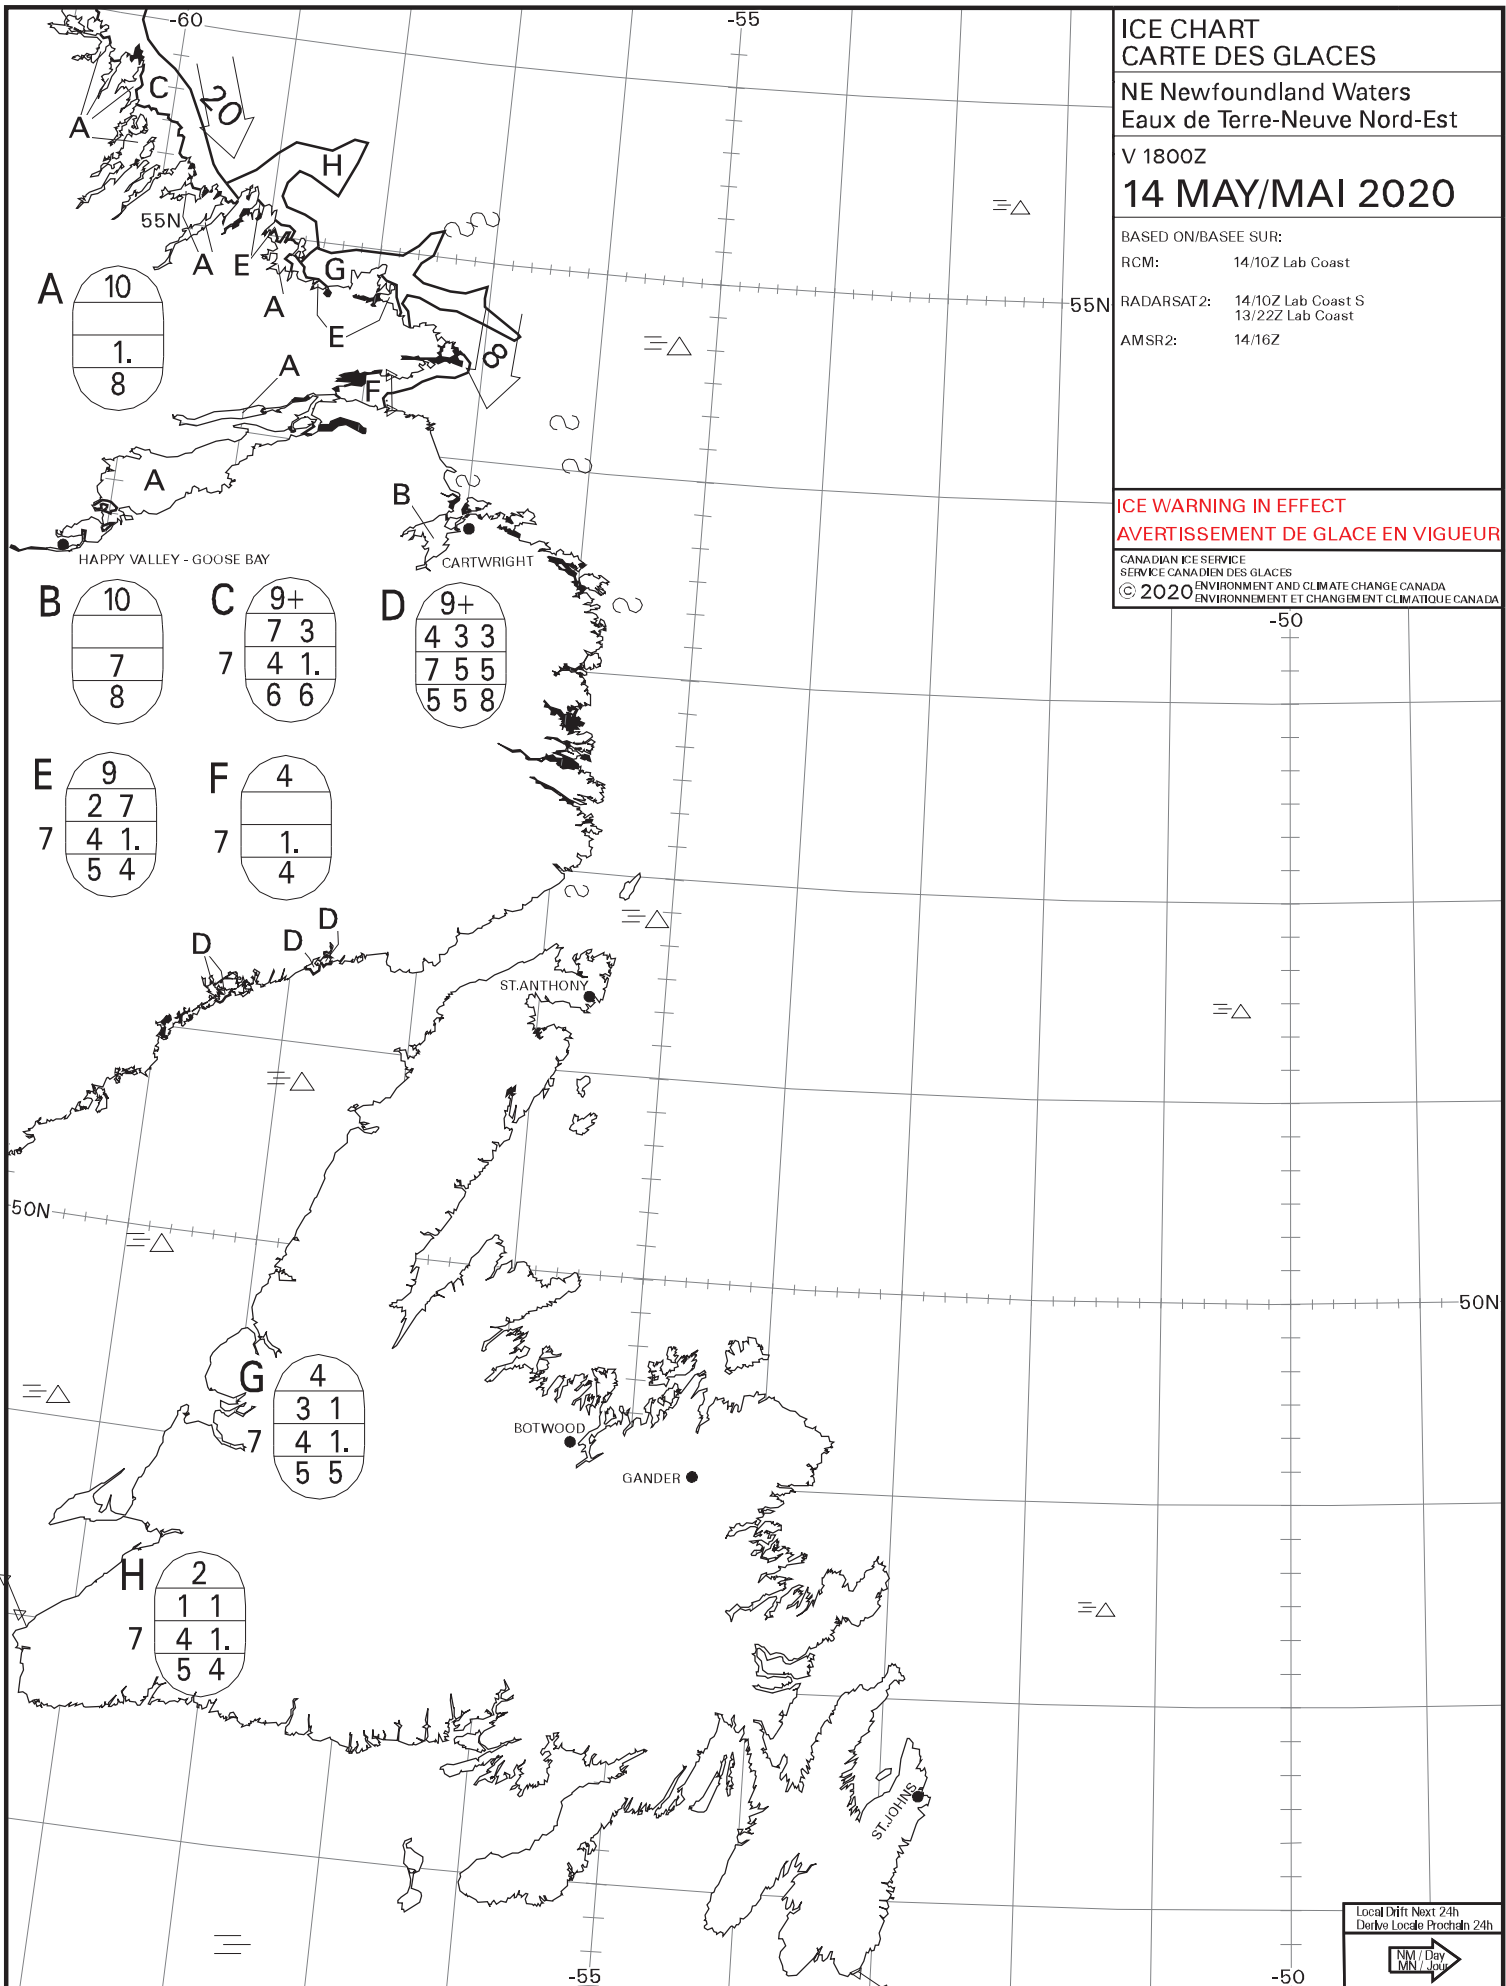 -60
-55
ICE CHART
CARTE DES GLACES
NE Newfoundland Waters
Eaux de Terre-Neuve Nord-Est
V 1800Z
14 MAY/MAI 2020
BASED ON/BASEE SUR:
RCM: 14/10Z Lab Coast
RADARSAT2: 14/10Z Lab Coast S
13/22Z Lab Coast
AMSR2: 14/16Z
ICE WARNING IN EFFECT
AVERTISSEMENT DE GLACE EN VIGUEUR
CANADIAN ICE SERVICE
SERVICE CANADIEN DES GLACES
© 2020 ENVIRONMENT AND CLIMATE CHANGE CANADA
ENVIRONNEMENT ET CHANGEMENT CLIMATIQUE CANADA
C
20
A
H
55N
A
E
G
A
E
55N
A
10
1.
8
8
A
F
A
B
HAPPY VALLEY - GOOSE BAY
CARTWRIGHT
B
10
7
8
C
9+
7 3
7 4 1.
6 6
D
9+
4 3 3
7 5 5
5 5 8
-50
E
9
2 7
7 4 1.
5 4
F
4
7 1.
4
D
D
D
ST.ANTHONY
50N
50N
G
4
3 1
7 4 1.
5 5
BOTWOOD
GANDER
H
2
1 1
7 4 1.
5 4
ST.JOHNS
-55
-50
Local Drift Next 24h
Derive Locale Prochain 24h
NM / Day
MN / Jour